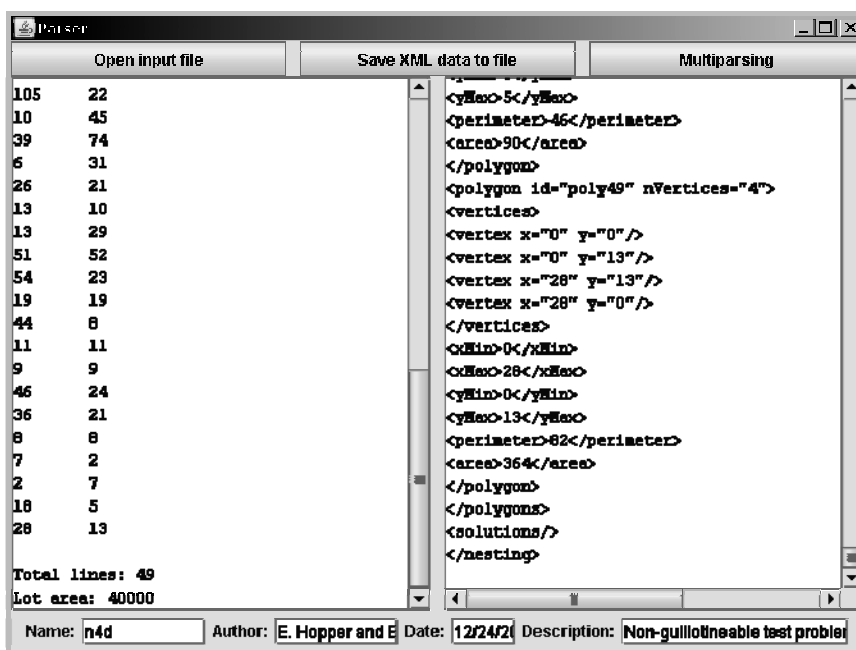 Parser
Open input file Save XML data to file Multiparsing
105 22
10 45
39 74
6 31
26 21
13 10
13 29
51 52
54 23
19 19
44 8
11 11
9 9
46 24
36 21
8 8
7 2
2 7
18 5
28 13
Total lines: 49
Lot area: 40000
<yMax>5</yMax>
<perimeter>46</perimeter>
<area>90</area>
</polygon>
<polygon id="poly49" nVertices="4">
<vertices>
<vertex x="0" y="0"/>
<vertex x="0" y="13"/>
<vertex x="28" y="13"/>
<vertex x="28" y="0"/>
</vertices>
<xMin>0</xMin>
<xMax>28</xMax>
<yMin>0</yMin>
<yMax>13</yMax>
<perimeter>82</perimeter>
<area>364</area>
</polygon>
</polygons>
<solutions/>
</nesting>
Name: n4d Author: E. Hopper and Date: 12/24/20 Description: Non-guillotineable test